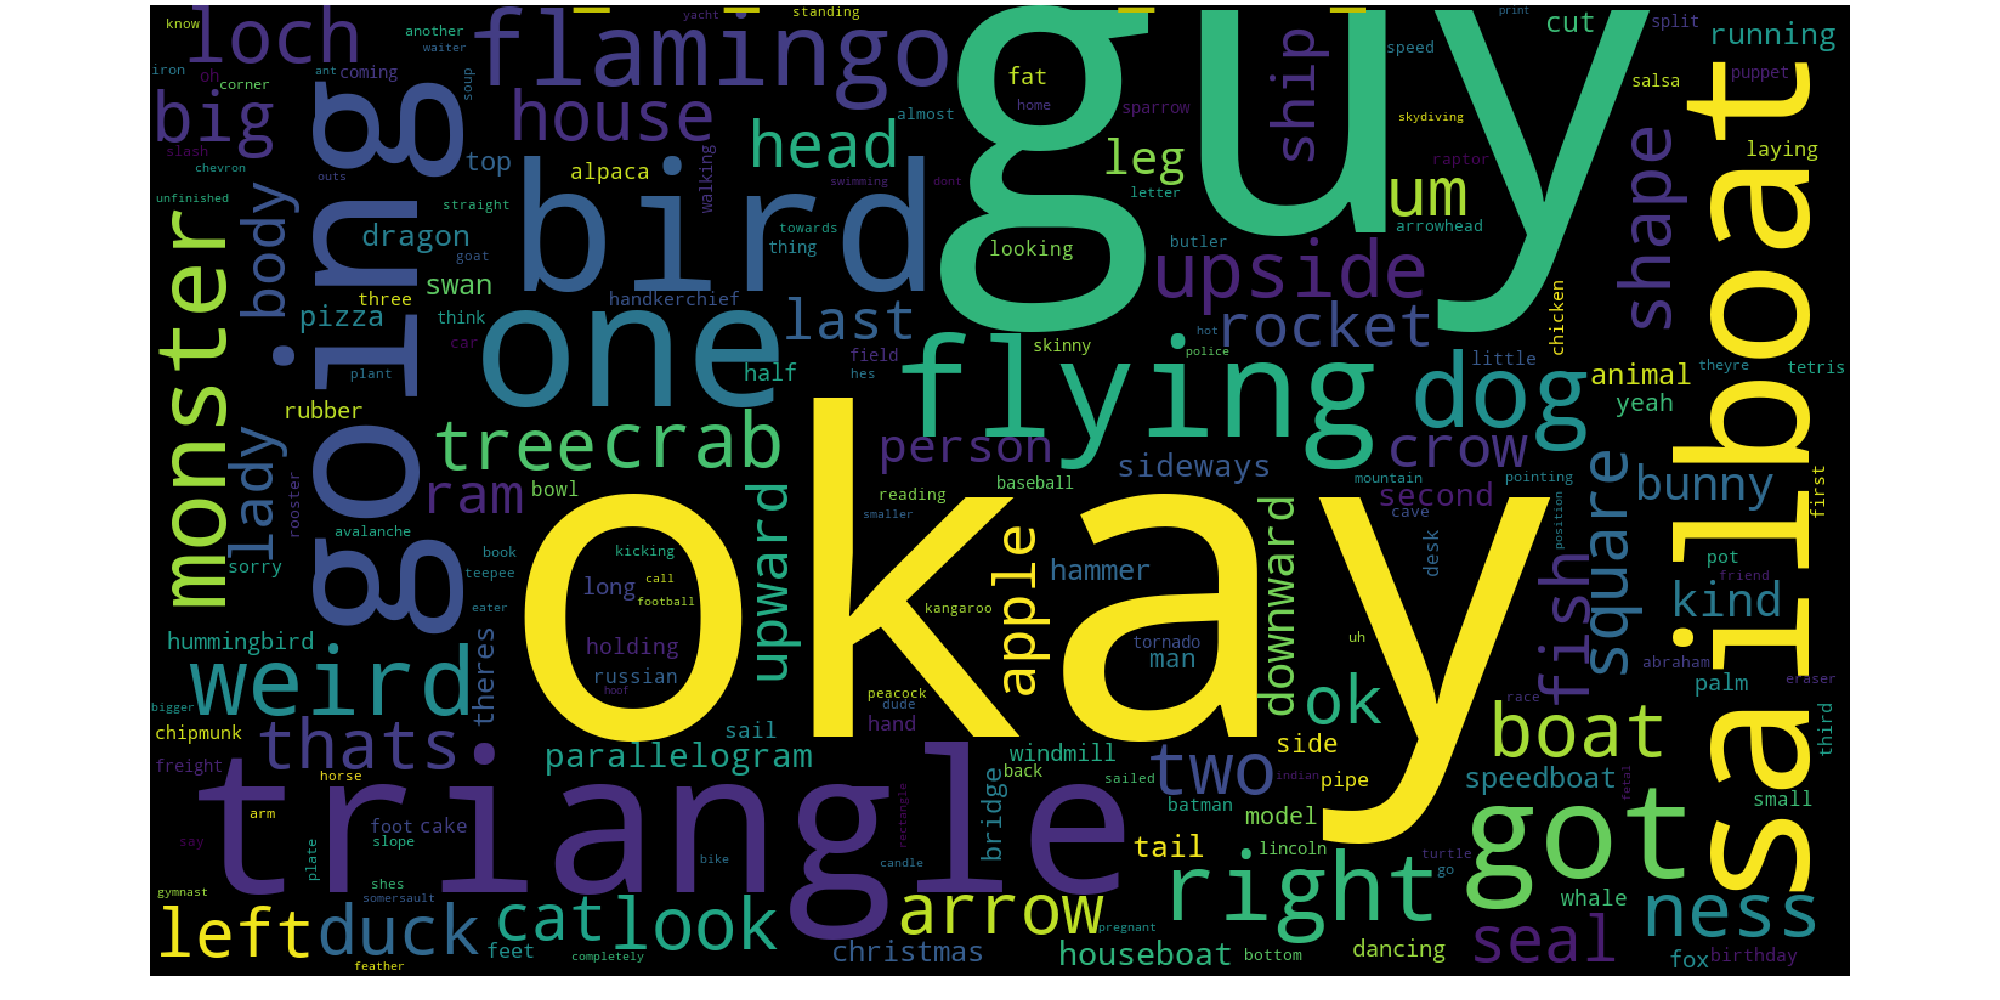 know
loch
another
waiter
flamingo
yacht
standing
guy
ship
print
cut
split
running
speed
iron
oh
coming
ant
soup
corner
big
going
house
fat
home
sparrow
almost
salsa
puppet
sailboat
skydiving
slash
chevron
outs
top
alpaca
head
walking
swimming
dont
leg
letter
raptor
um
shape
laying
unfinished
monster
body
straight
bird
towards
thing
looking
butler
arrowhead
dragon
goat
upside
swan
three
handkerchief
pizza
think
one
last
rocket
chicken
car
skinny
hot
police
field
hes
little
plant
half
flying
dog
animal
theyre
tetris
rubber
yeah
tree
crab
person
crow
lady
sideways
mountain
pointing
bunny
first
rooster
ram
bowl
upward
okay
reading
baseball
second
square
smaller
cave
position
avalanche
book
kicking
apple
downward
desk
fish
pot
sorry
teepee
long
call
hammer
friend
eater
football
kangaroo
kind
hummingbird
theres
holding
uh
tornado
man
weird
russian
hoof
abraham
eraser
palm
peacock
dude
ok
race
bigger
chipmunk
thats
sail
hand
boat
third
side
parallelogram
windmill
two
freight
horse
triangle
back
sailed
indian
pipe
speedboat
fetal
bridge
batman
small
arm
foot
cake
rectangle
model
got
say
slope
plate
bike
candle
tail
lincoln
turtle
go
gymnast
shes
somersault
right
whale
left
duck
cat
look
arrow
pregnant
ness
feet
christmas
houseboat
bottom
dancing
seal
feather
completely
fox
birthday